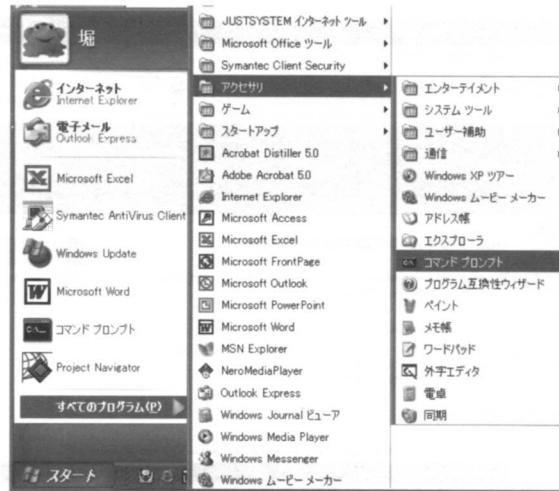 堀
インターネット
Internet Explorer
電子メール
Outlook Express
Microsoft Excel
Symantec AntiVirus Client
Windows Update
Microsoft Word
コマンド プロンプト
Project Navigator
すべてのプログラム(P)
スタート
JUSTSYSTEM インターネット ツール
Microsoft Office ツール
Symantec Client Security
アクセサリ
ゲーム
スタートアップ
Acrobat Distiller 5.0
Adobe Acrobat 5.0
Internet Explorer
Microsoft Access
Microsoft Excel
Microsoft FrontPage
Microsoft Outlook
Microsoft PowerPoint
Microsoft Word
MSN Explorer
NeroMediaPlayer
Outlook Express
Windows Journal ビューア
Windows Media Player
Windows Messenger
Windows ムービー メーカー
エンターテイメント
システム ツール
ユーザー補助
通信
Windows XP ツアー
Windows ムービー メーカー
アドレス帳
エクスプローラ
コマンド プロンプト
プログラム互換性ウィザード
ペイント
メモ帳
ワードパッド
外字エディタ
電卓
同期